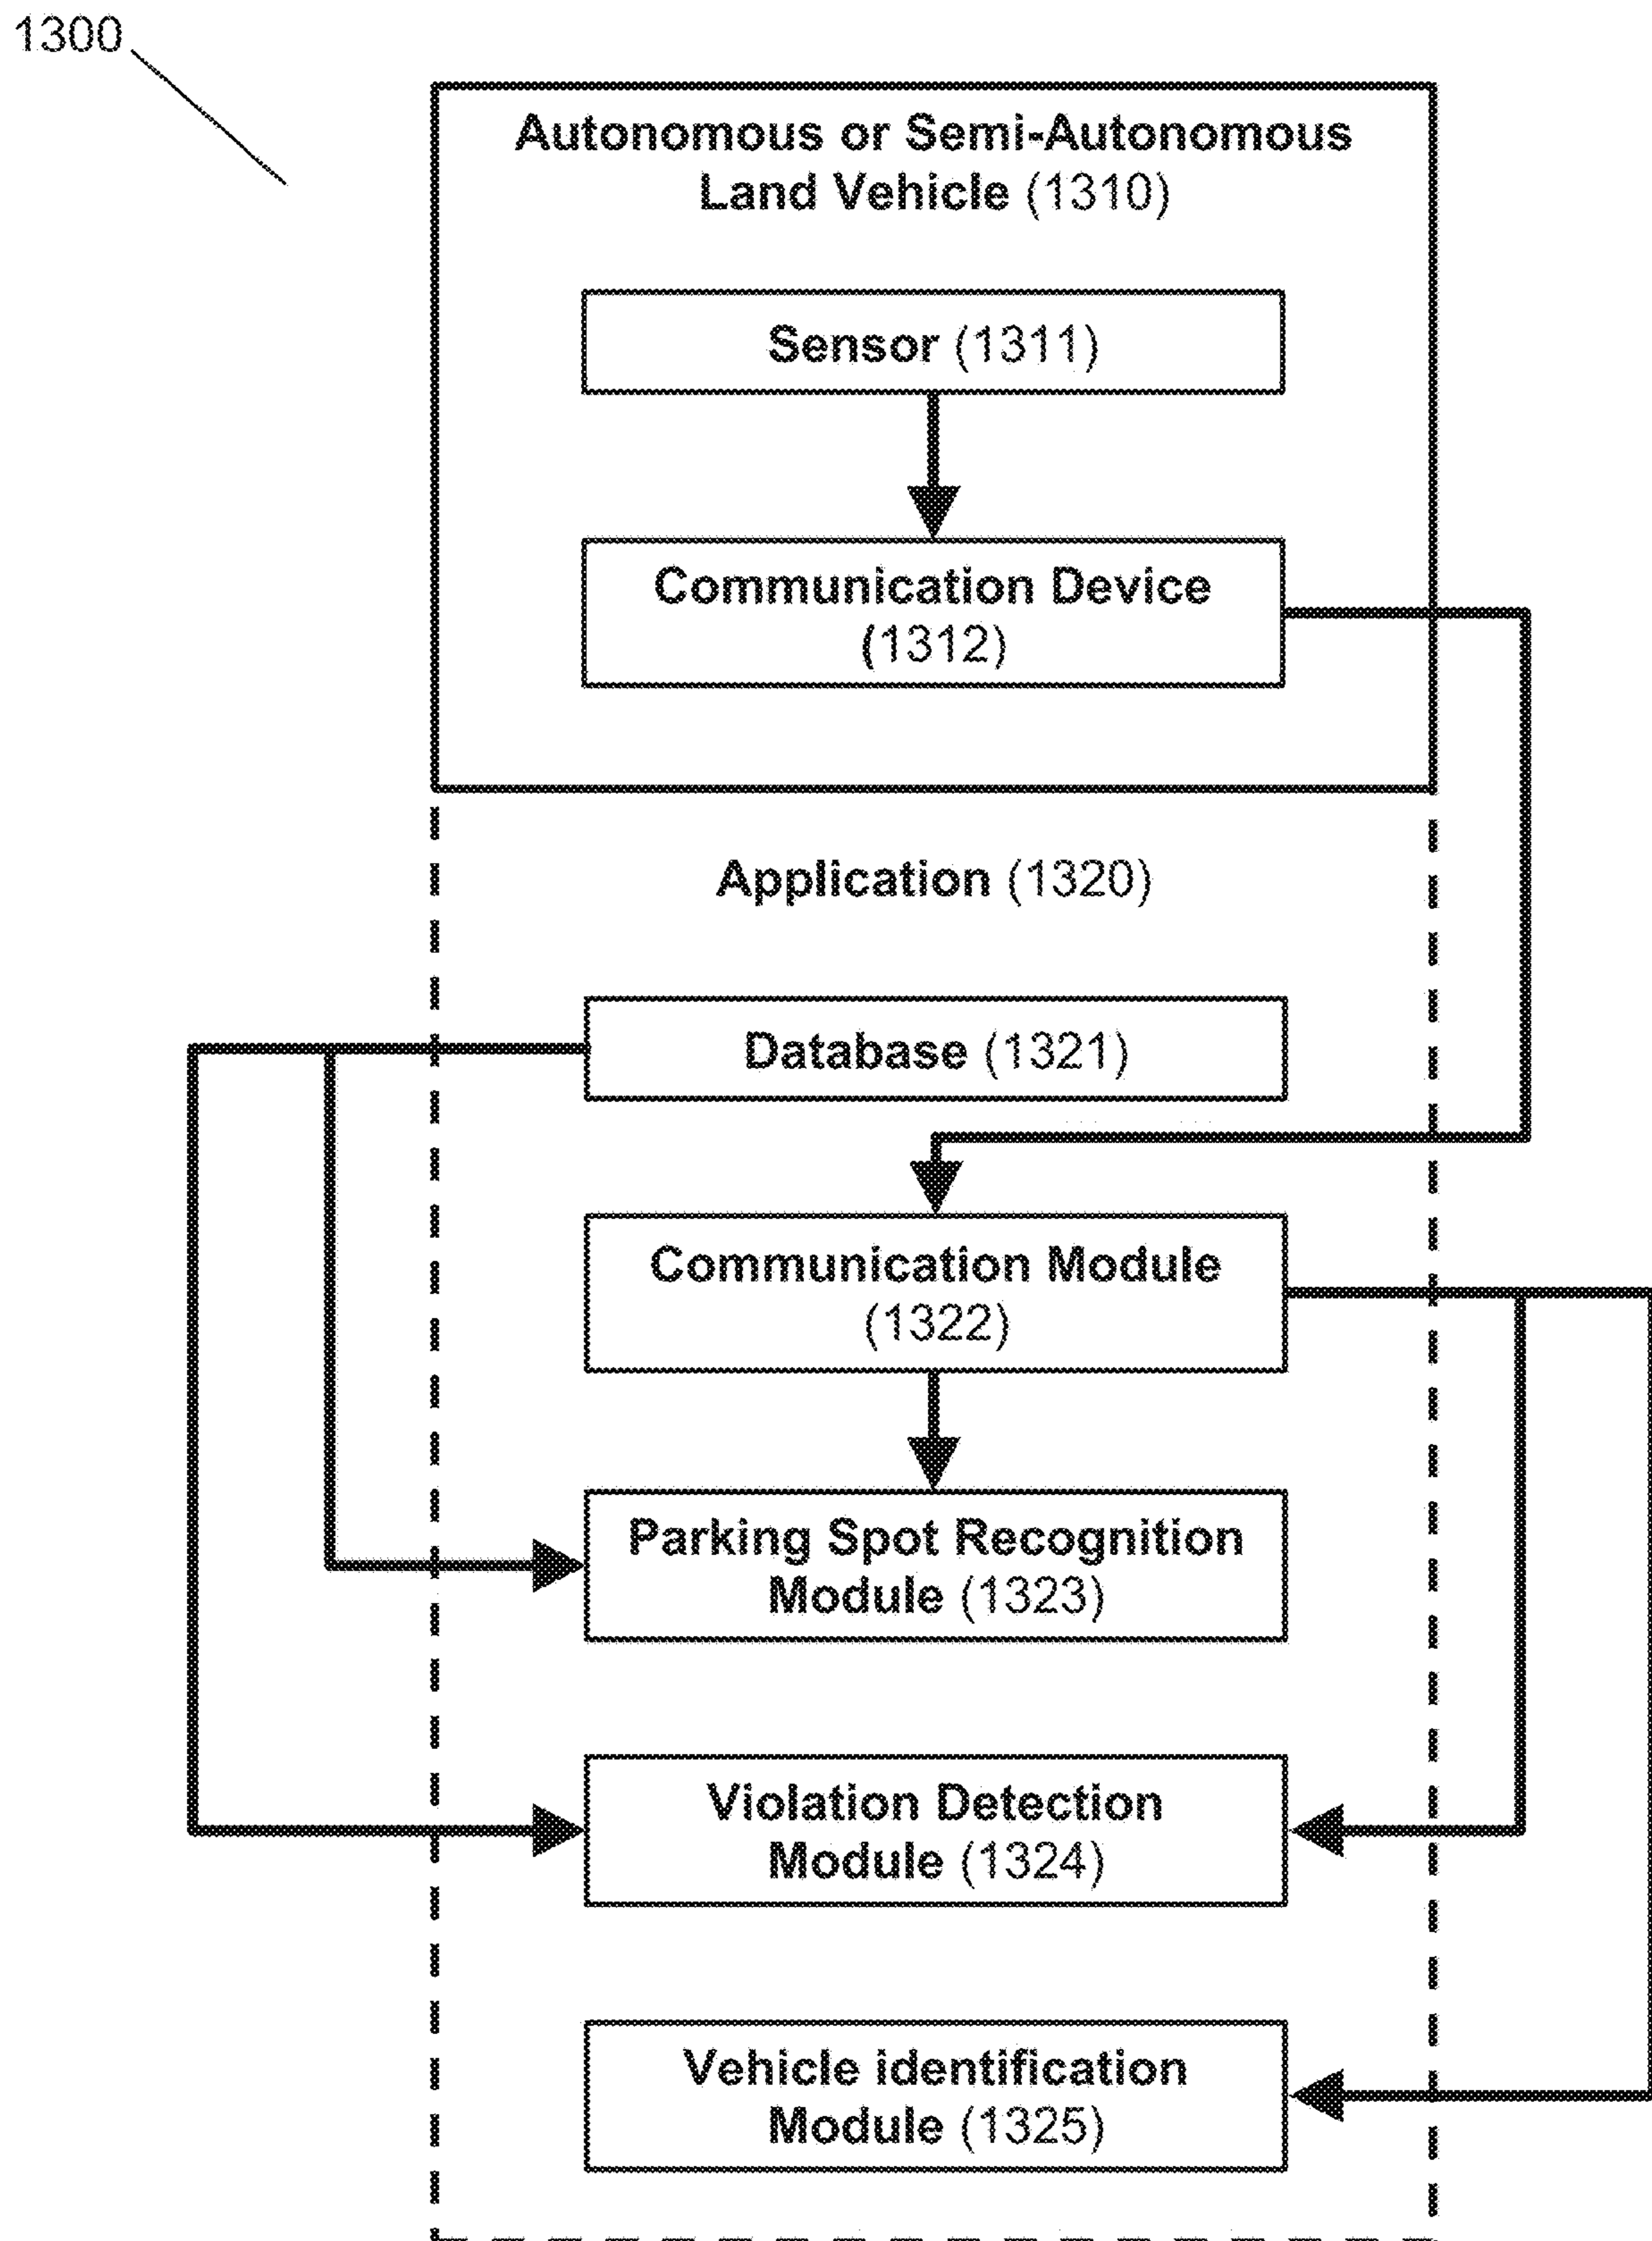 1300
Autonomous or Semi-Autonomous
Land Vehicle (1310)
Sensor (1311)
Communication Device
(1312)
Application (1320)
Database (1321)
Communication Module
(1322)
Parking Spot Recognition
Module (1323)
Violation Detection
Module (1324)
Vehicle identification
Module (1325)